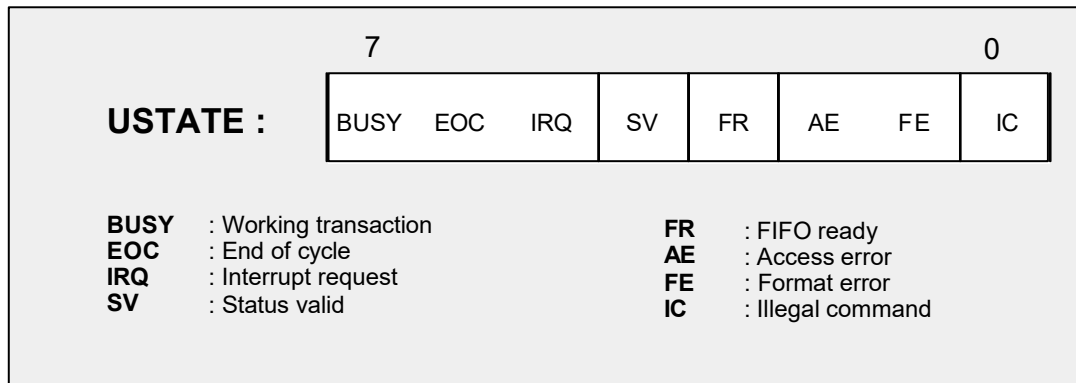 7 0
USTATE : BUSY EOC IRQ SV FR AE FE IC
BUSY : Working transaction
EOC : End of cycle
IRQ : Interrupt request
SV : Status valid
FR : FIFO ready
AE : Access error
FE : Format error
IC : Illegal command